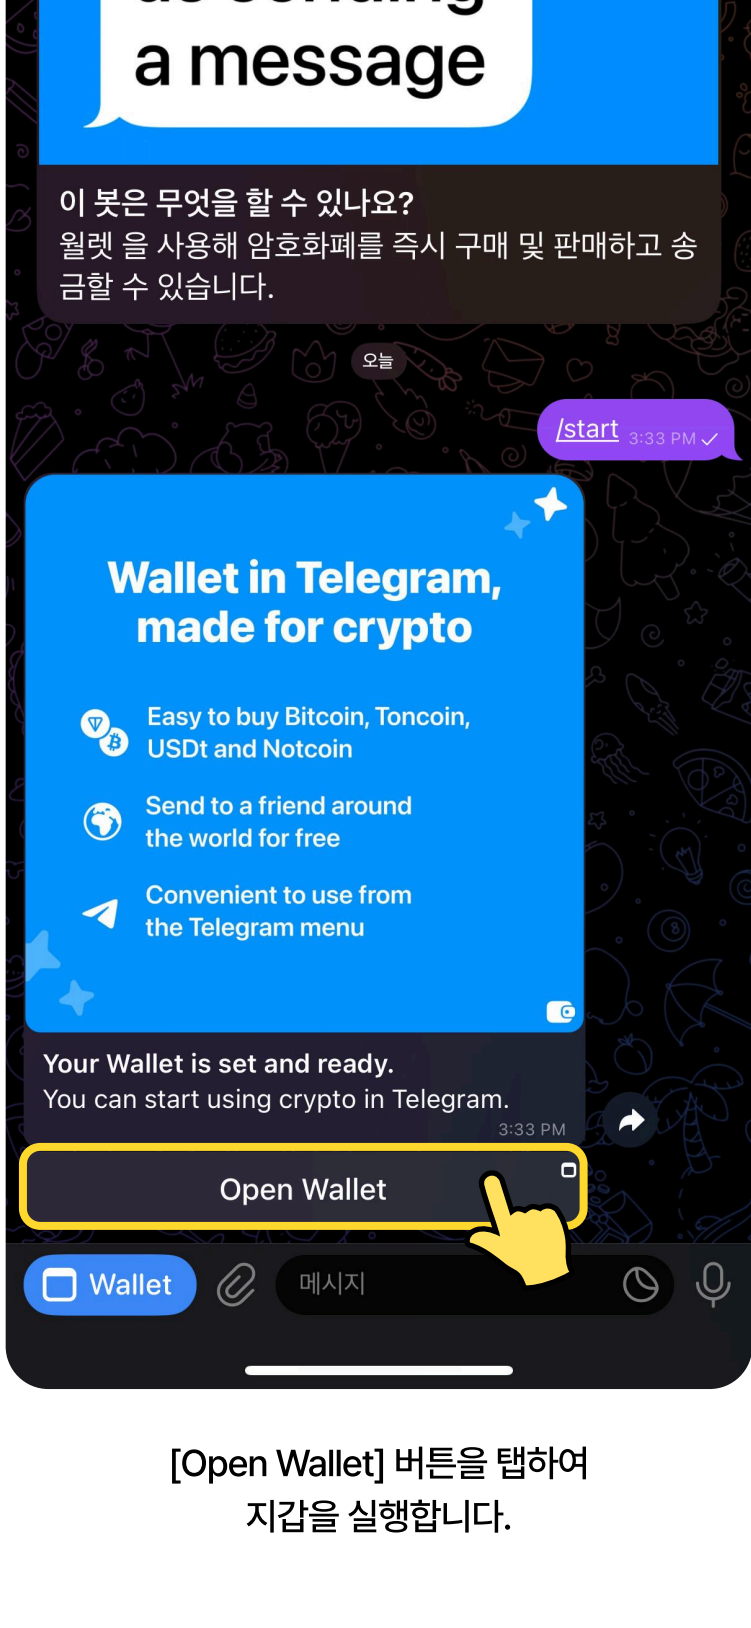 a message
이 봇은 무엇을 할 수 있나요?
월렛 을 사용해 암호화폐를 즉시 구매 및 판매하고 송
금할 수 있습니다.
오늘
/start 3:33 PM
Wallet in Telegram,
made for crypto
Easy to buy Bitcoin, Toncoin,
USDt and Notcoin
Send to a friend around
the world for free
Convenient to use from
the Telegram menu
Your Wallet is set and ready.
You can start using crypto in Telegram.
3:33 PM
Open Wallet
Wallet
메시지
[Open Wallet] 버튼을 탭하여
지갑을 실행합니다.